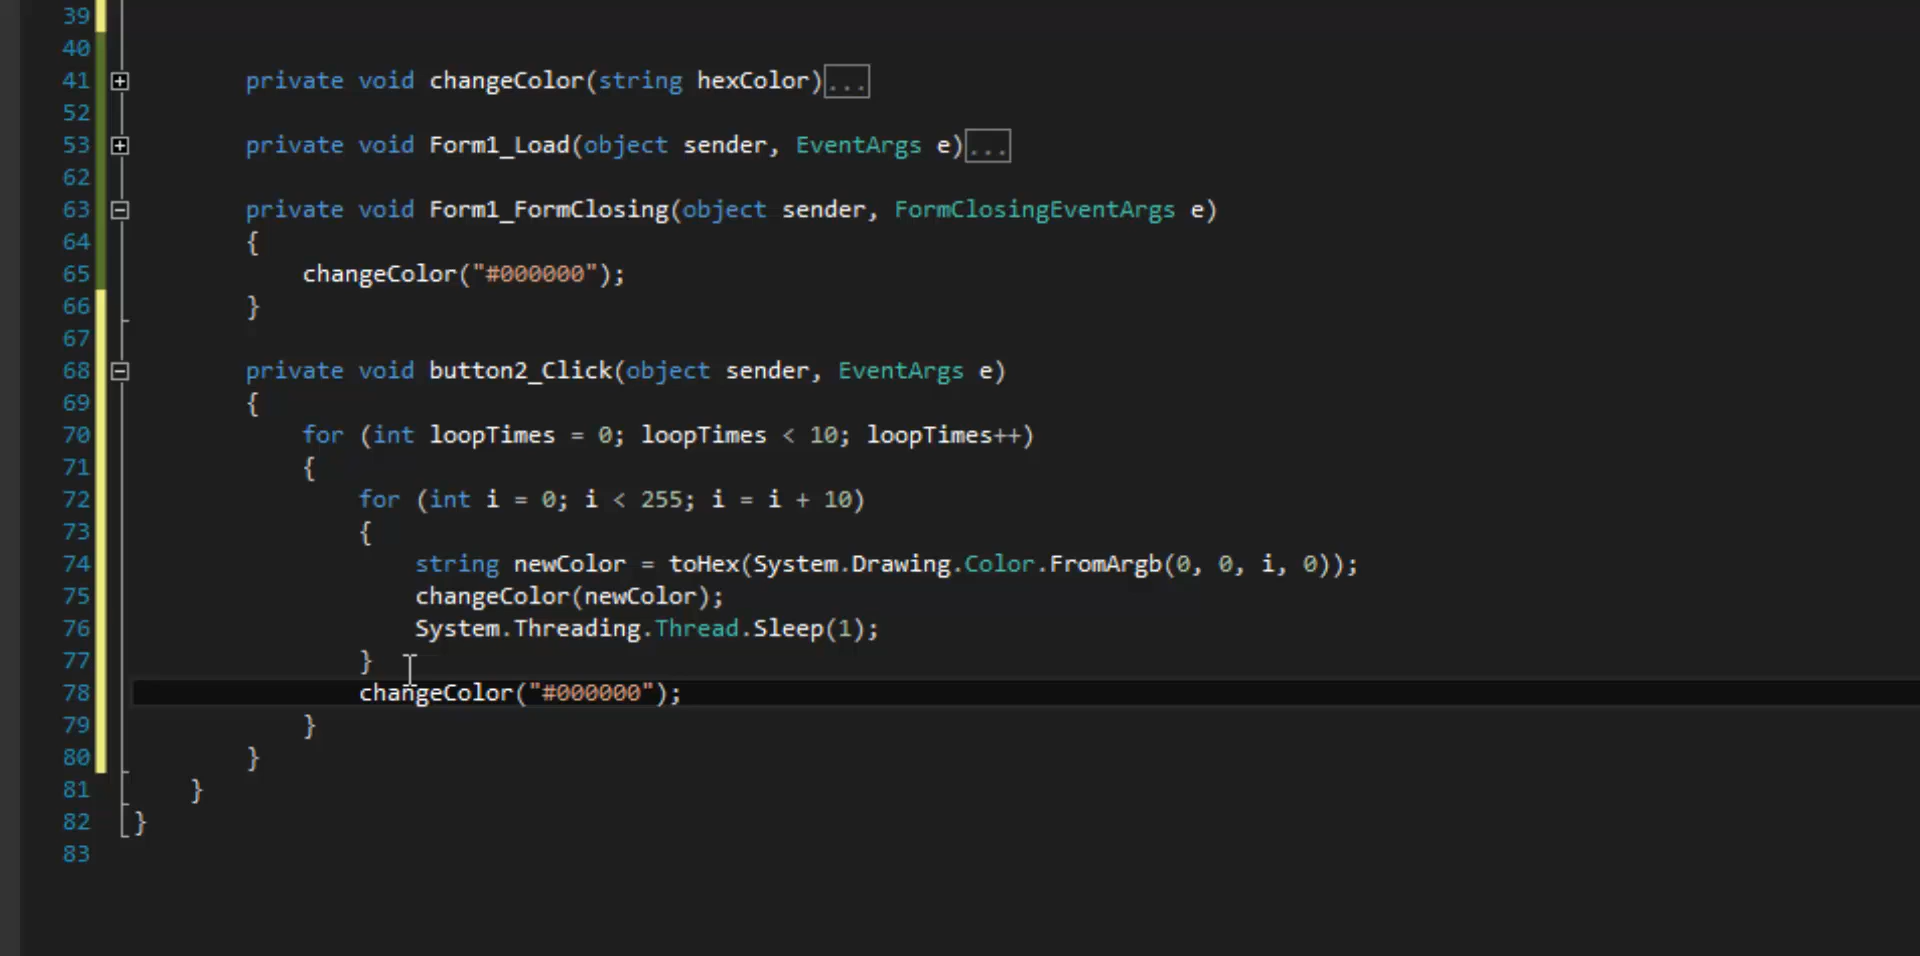 39
40
41 private void changeColor(string hexColor)...
52
53 private void Form1_Load(object sender, EventArgs e)...
62
63 private void Form1_FormClosing(object sender, FormClosingEventArgs e)
64 {
65 changeColor("#000000");
66 }
67
68 private void button2_Click(object sender, EventArgs e)
69 {
70 for (int loopTimes = 0; loopTimes < 10; loopTimes++)
71 {
72 for (int i = 0; i < 255; i = i + 10)
73 {
74 string newColor = toHex(System.Drawing.Color.FromArgb(0, 0, i, 0));
75 changeColor(newColor);
76 System.Threading.Thread.Sleep(1);
77 }
78 changeColor("#000000");
79 }
80 }
81 }
82 }
83